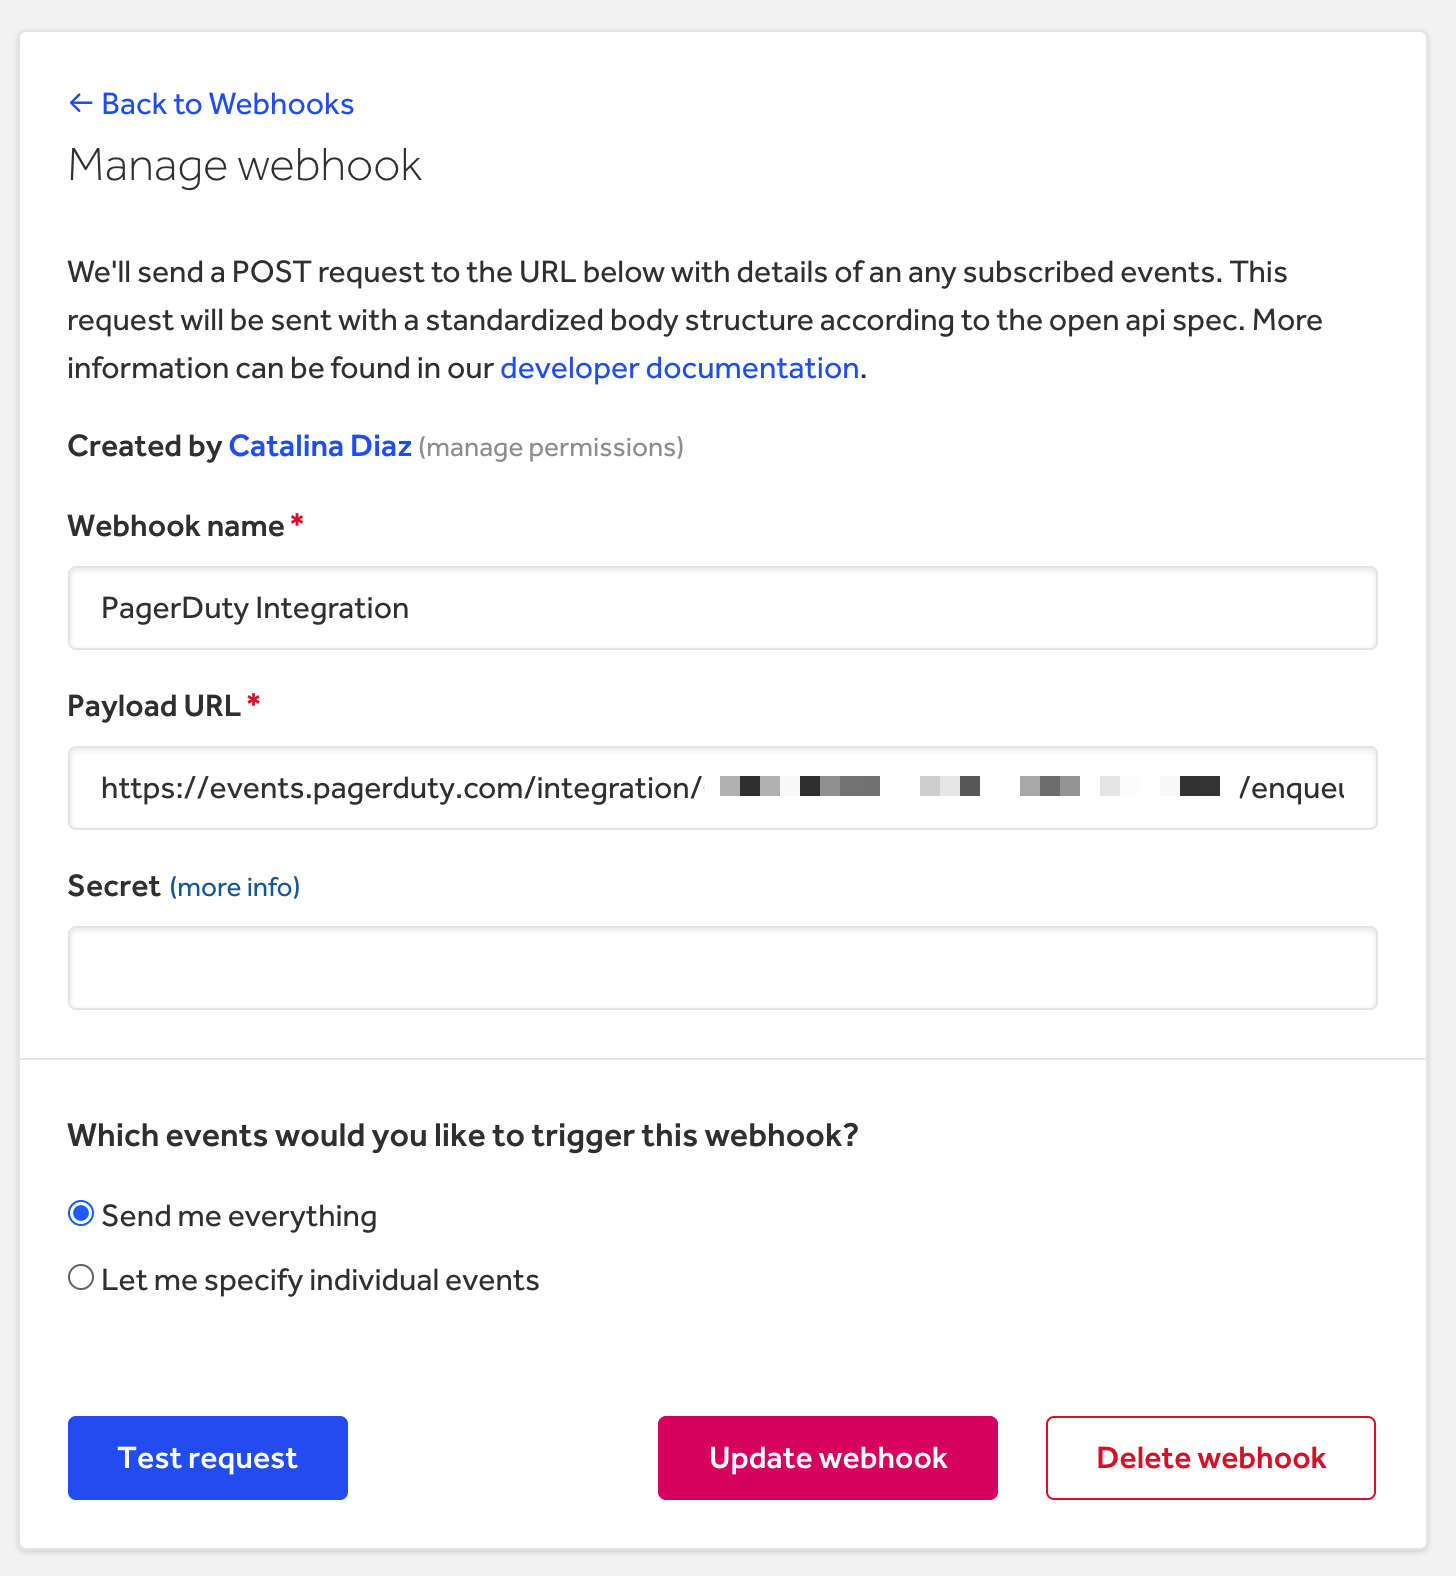 ← Back to Webhooks
Manage webhook
We'll send a POST request to the URL below with details of an any subscribed events. This
request will be sent with a standardized body structure according to the open api spec. More
information can be found in our developer documentation.
Created by Catalina Diaz (manage permissions)
Webhook name *
PagerDuty Integration
Payload URL *
https://events.pagerduty.com/integration/ /enqueu
Secret (more info)
Which events would you like to trigger this webhook?
Send me everything
Let me specify individual events
Test request Update webhook Delete webhook